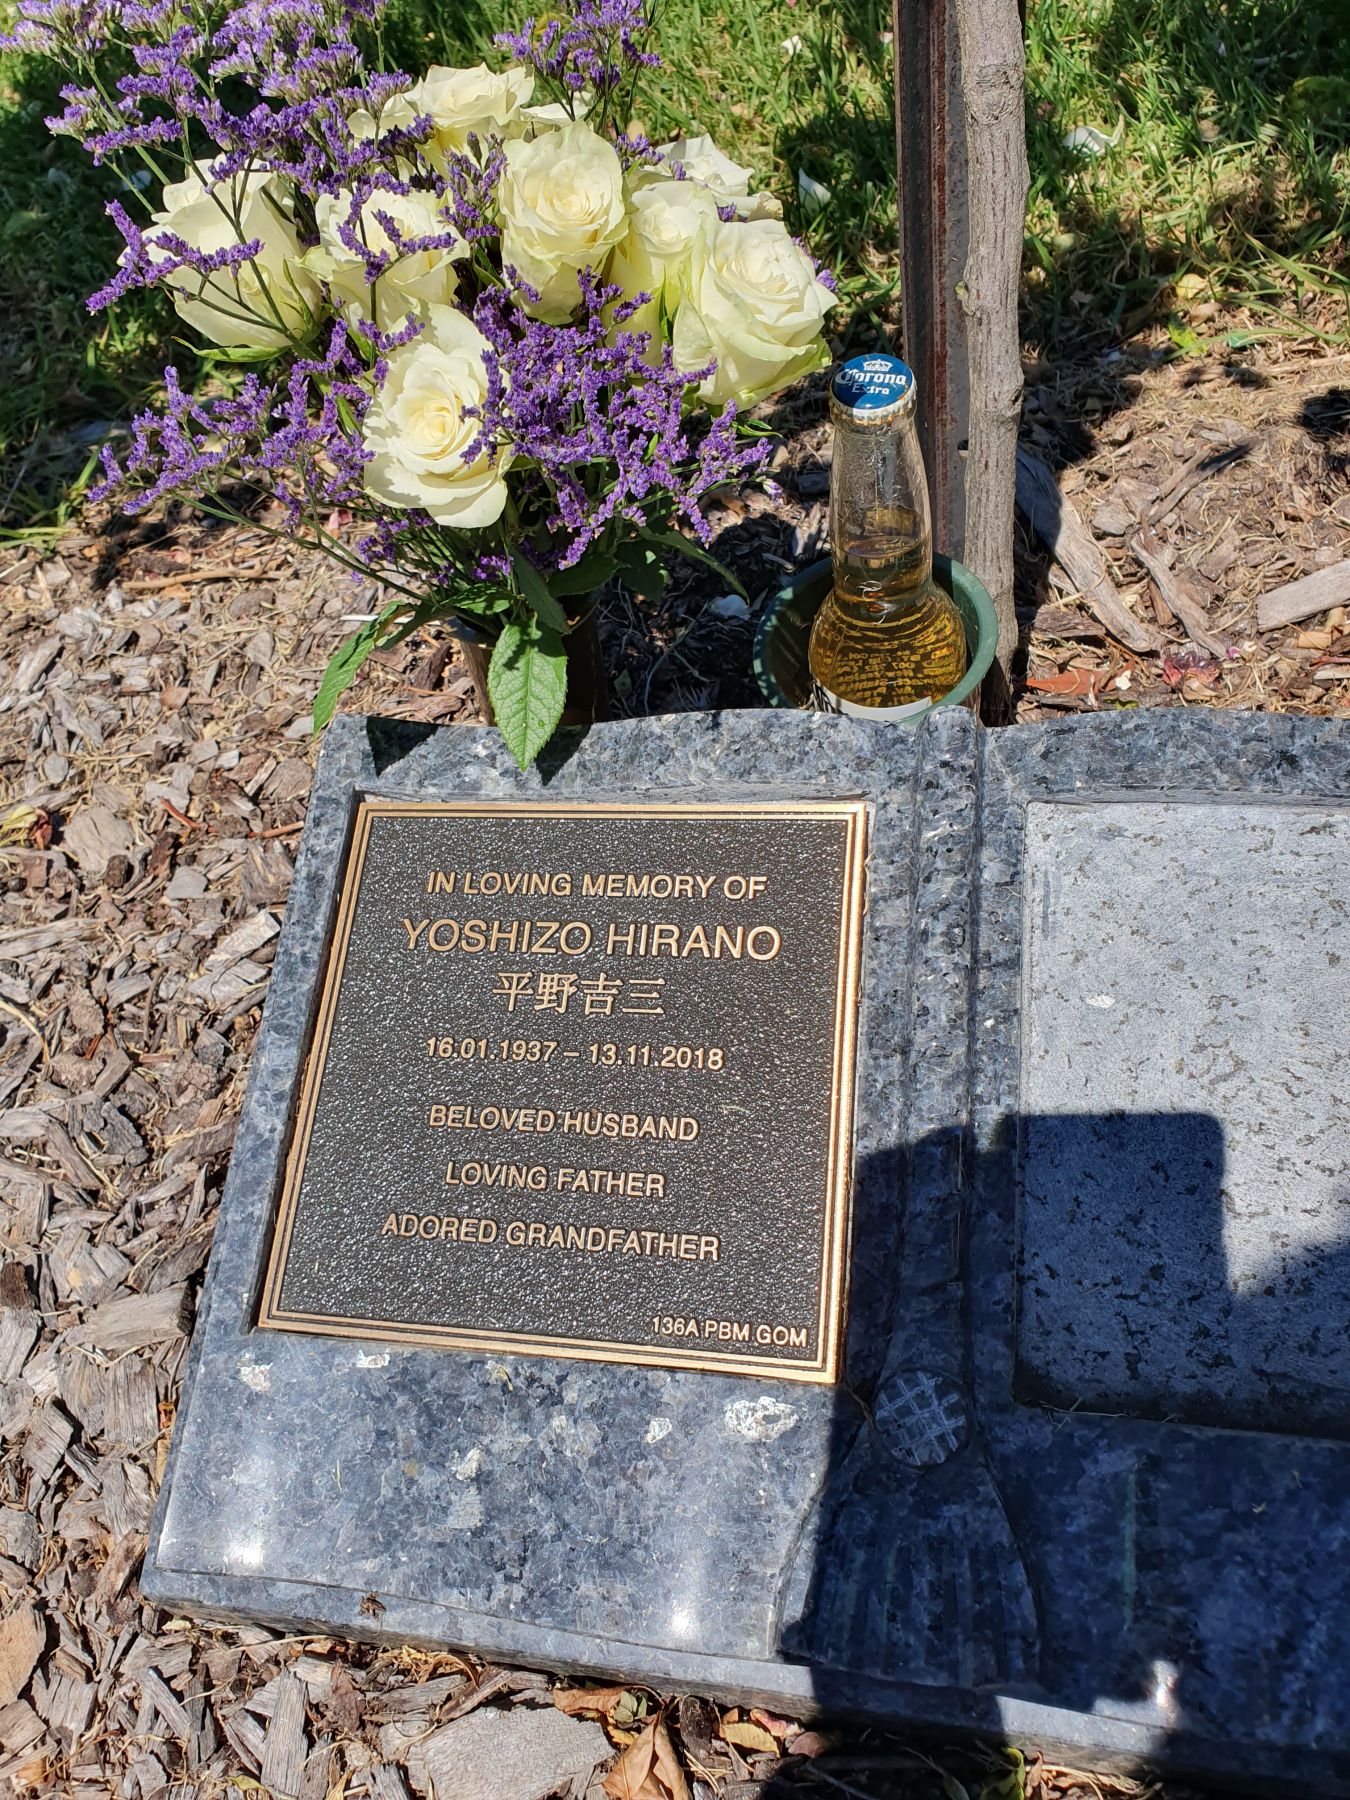 Corona
Extra
IN LOVING MEMORY OF
YOSHIZO HIRANO
平野吉三
16.01.1937 – 13.11.2018
BELOVED HUSBAND
LOVING FATHER
ADORED GRANDFATHER
136A PBM GOM